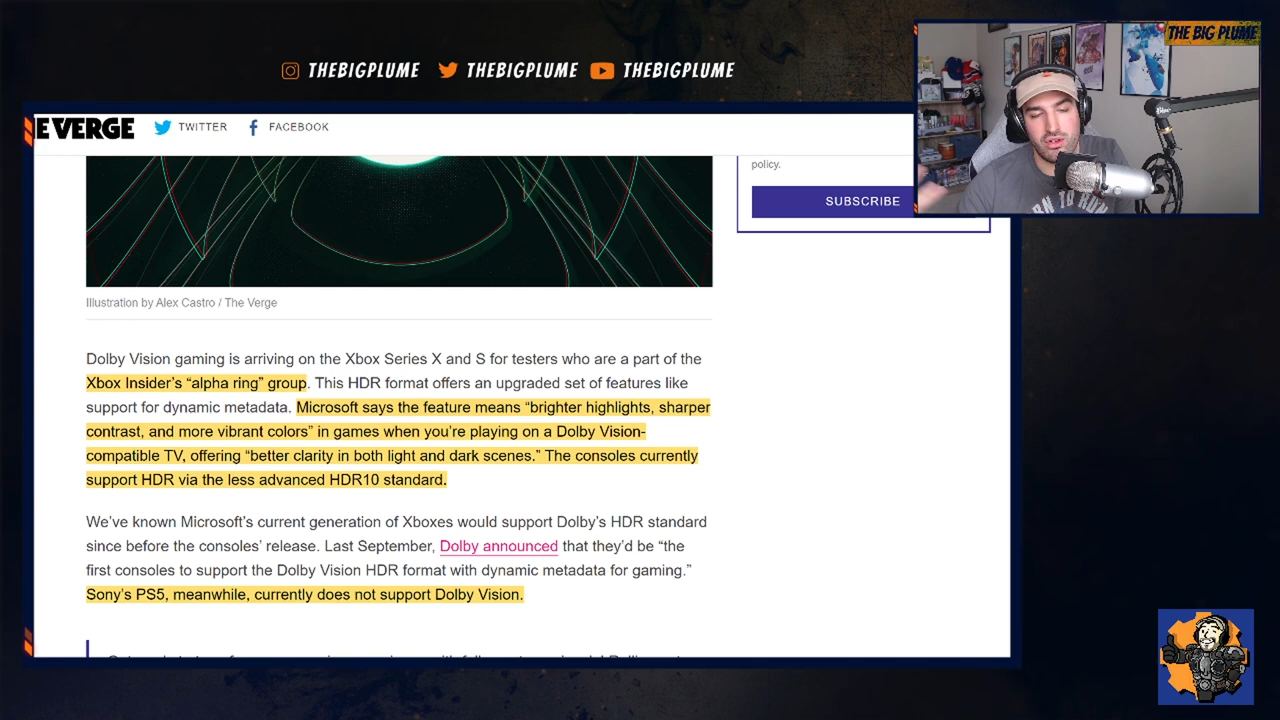 THE BIG PLUME
THEBIGPLUME THEBIGPLUME THEBIGPLUME
E VERGE TWITTER FACEBOOK
policy.
SUBSCRIBE
Illustration by Alex Castro / The Verge
Dolby Vision gaming is arriving on the Xbox Series X and S for testers who are a part of the
Xbox Insider’s “alpha ring” group. This HDR format offers an upgraded set of features like
support for dynamic metadata. Microsoft says the feature means “brighter highlights, sharper
contrast, and more vibrant colors” in games when you’re playing on a Dolby Vision-
compatible TV, offering “better clarity in both light and dark scenes.” The consoles currently
support HDR via the less advanced HDR10 standard.
We’ve known Microsoft’s current generation of Xboxes would support Dolby’s HDR standard
since before the consoles’ release. Last September, Dolby announced that they’d be “the
first consoles to support the Dolby Vision HDR format with dynamic metadata for gaming.”
Sony’s PS5, meanwhile, currently does not support Dolby Vision.